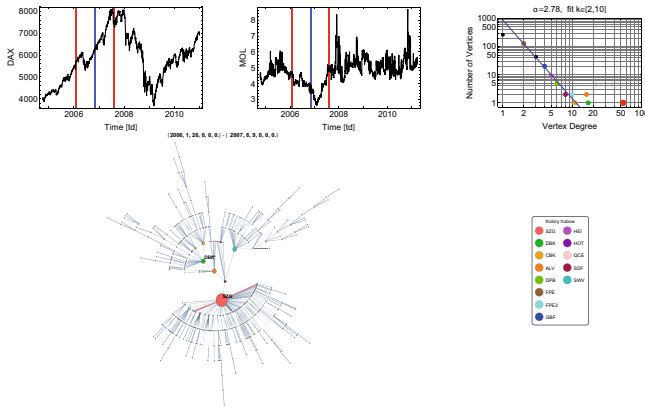 α=2.78, fit k∈[2,10]
DAX
8000
7000
6000
5000
4000
2006
2008
2010
Time [td]
MOL
8
7
6
5
4
3
2006
2008
2010
Time [td]
Number of Vertices
1000
500
100
50
10
5
1
1
2
5
10
20
50
100
Vertex Degree
{2006, 1, 26, 0, 0, 0.} - { 2007, 8, 9, 0, 0, 0.}
DBK
SZG
Kolory hubow
SZG
DBK
CBK
ALV
DPB
FPE
FPE3
GBF
HEI
HOT
QCE
SDF
SWV